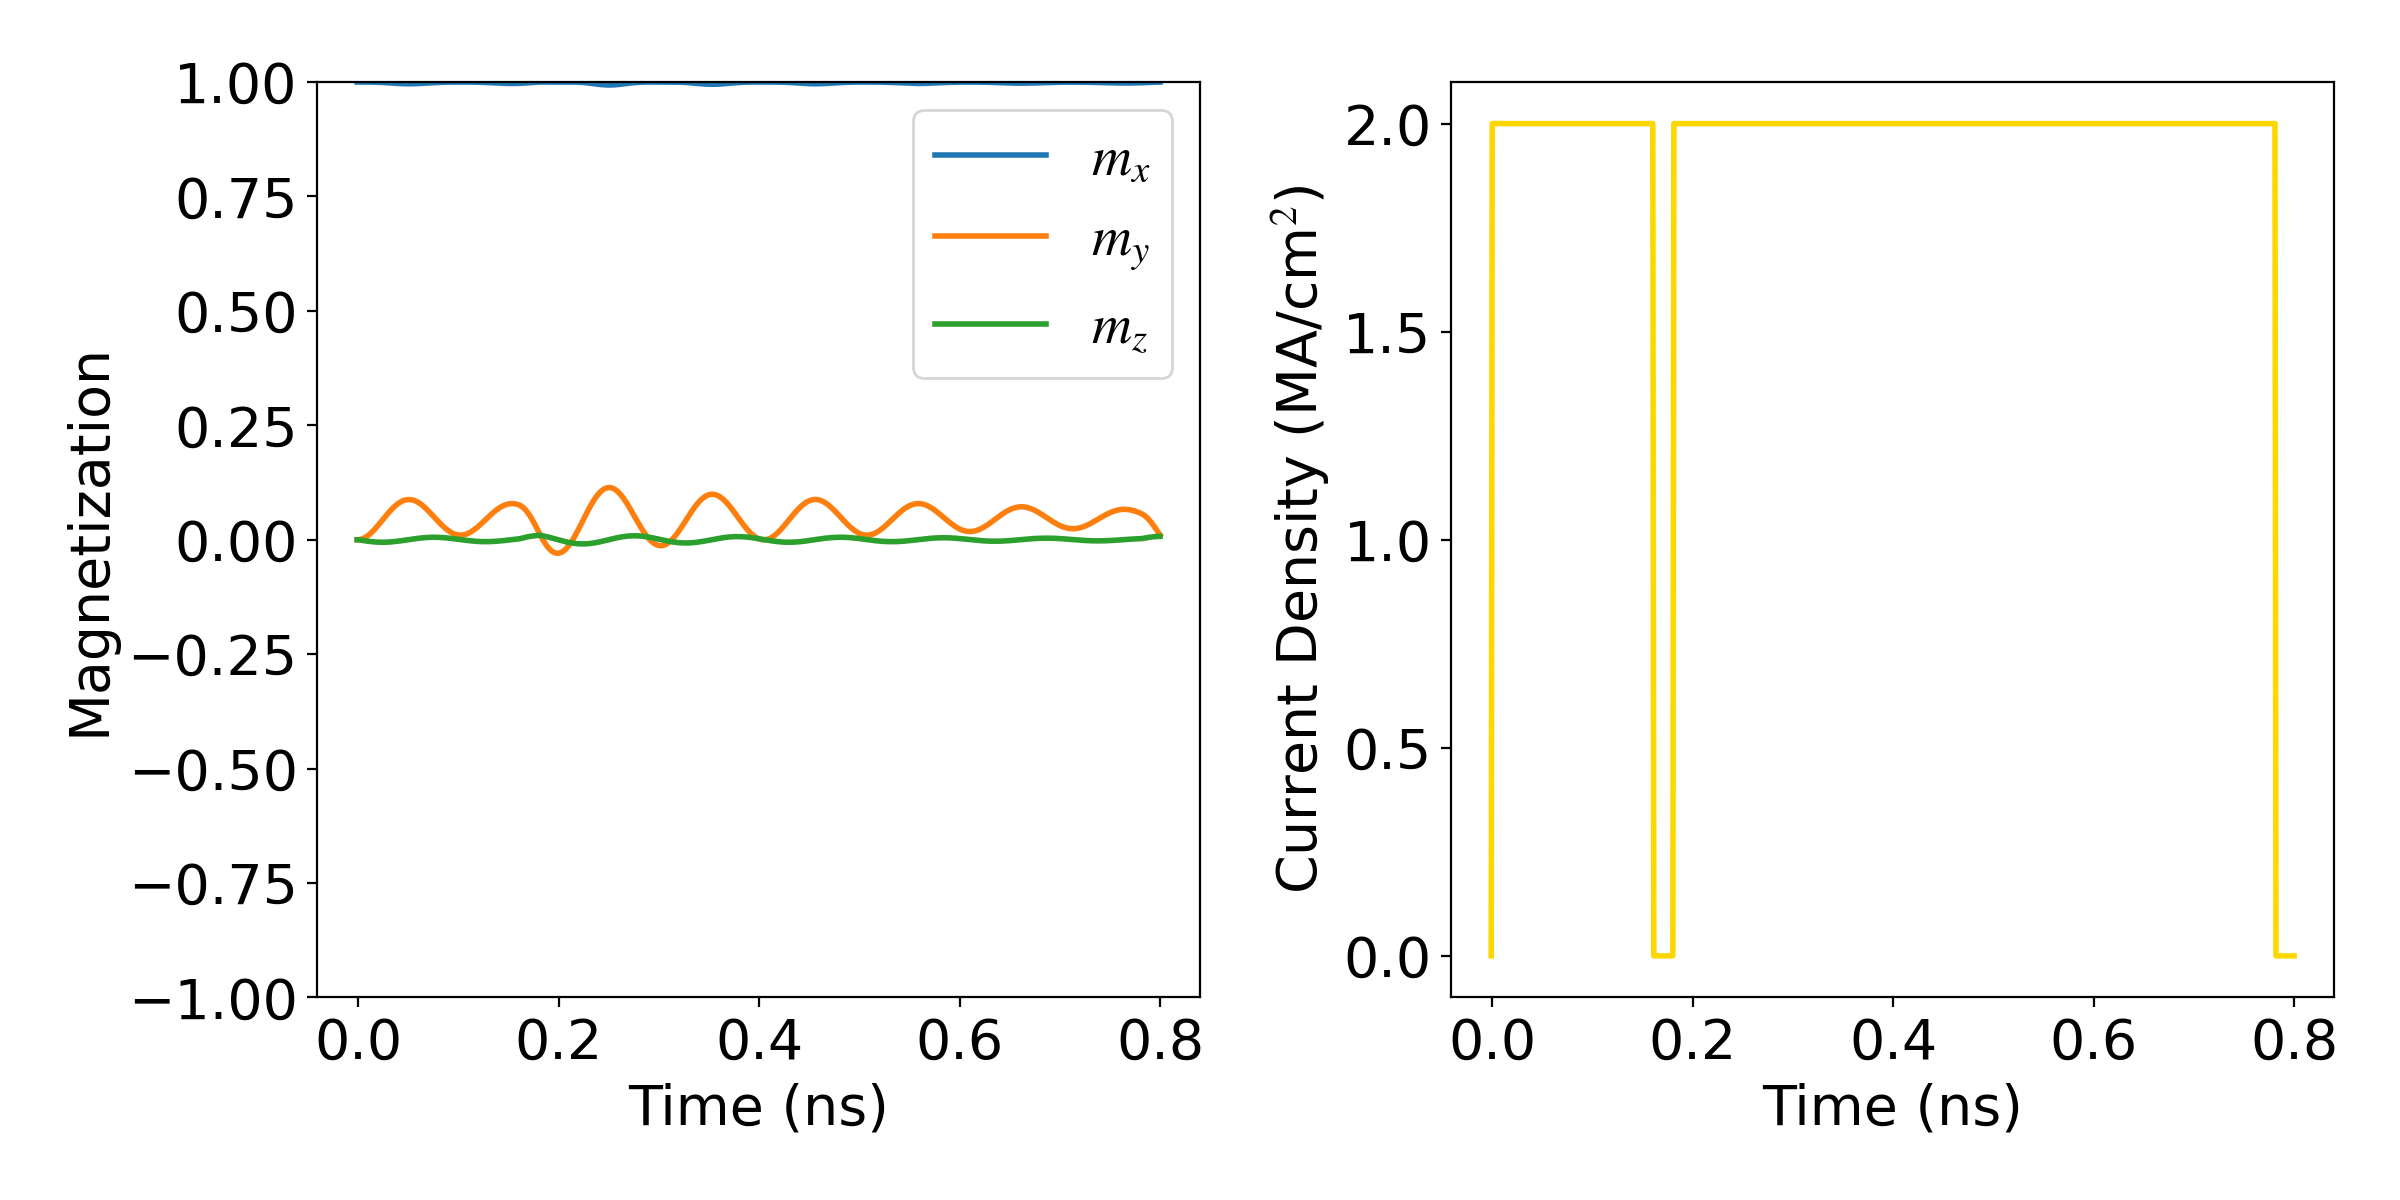 1.00
0.75
0.50
0.25
0.00
−0.25
−0.50
−0.75
−1.00
Magnetization
0.0 0.2 0.4 0.6 0.8
Time (ns)
m_x
m_y
m_z
2.0
1.5
1.0
0.5
0.0
Current Density (MA/cm²)
0.0 0.2 0.4 0.6 0.8
Time (ns)